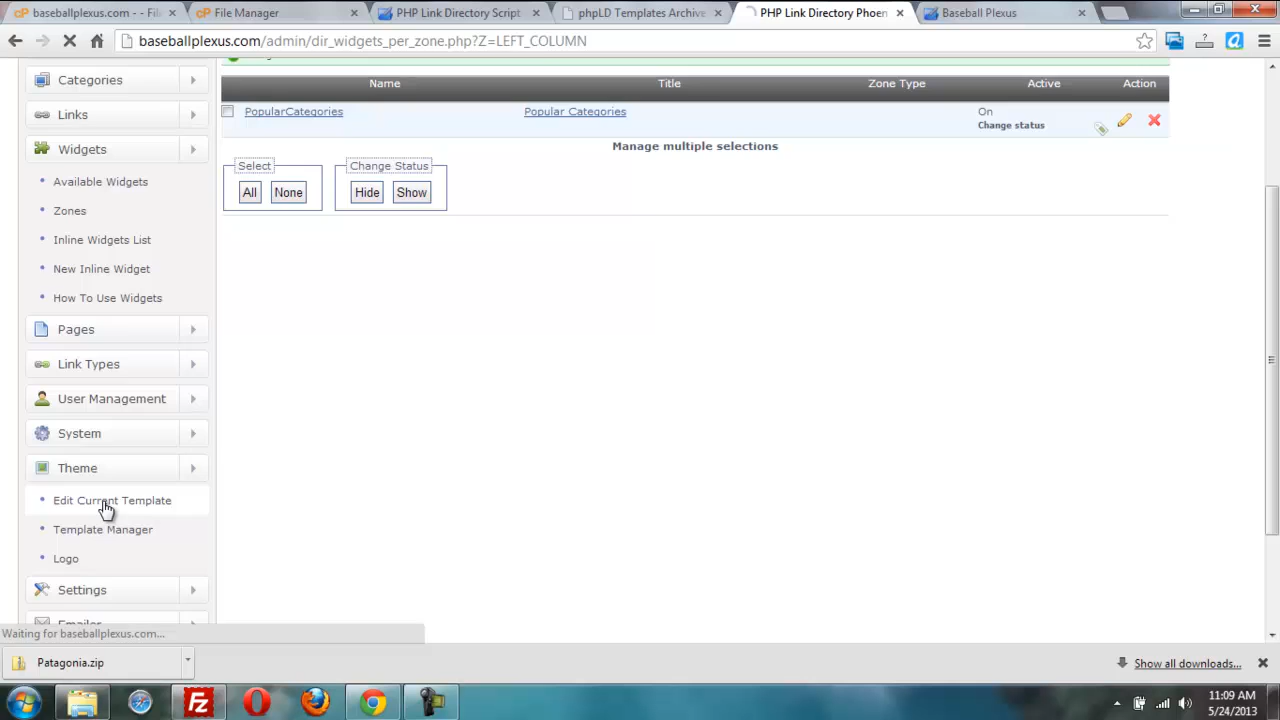 baseballplexus.com - - File
File Manager
PHP Link Directory Script
phpLD Templates Archive
PHP Link Directory Phoen
Baseball Plexus
baseballplexus.com/admin/dir_widgets_per_zone.php?Z=LEFT_COLUMN
Categories
Links
Widgets
Available Widgets
Zones
Inline Widgets List
New Inline Widget
How To Use Widgets
Pages
Link Types
User Management
System
Theme
Edit Current Template
Template Manager
Logo
Settings
Emailer
Name Title Zone Type Active Action
PopularCategories Popular Categories On
Change status
Manage multiple selections
Select Change Status
All None Hide Show
Waiting for baseballplexus.com...
Patagonia.zip
Show all downloads...
11:09 AM
5/24/2013